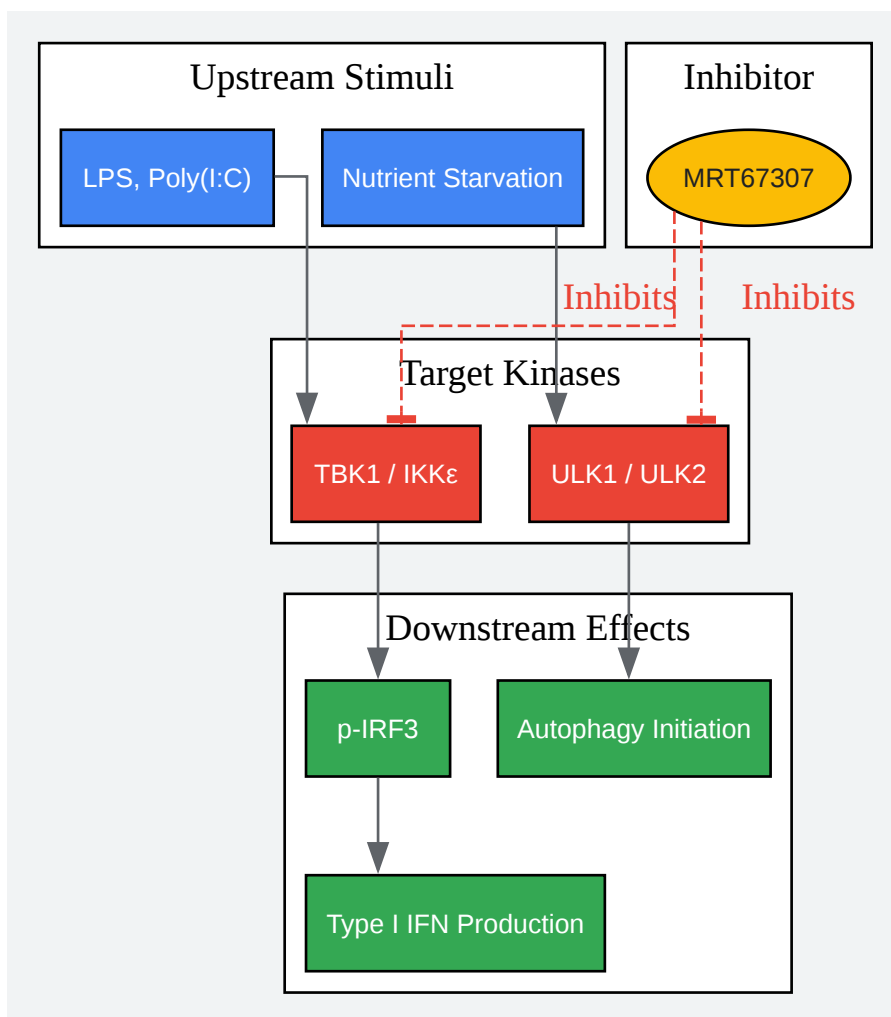 Upstream Stimuli
Inhibitor
LPS, Poly(I:C)
Nutrient Starvation
MRT67307
Inhibits
Inhibits
Target Kinases
TBK1 / IKKε
ULK1 / ULK2
Downstream Effects
p-IRF3
Autophagy Initiation
Type I IFN Production